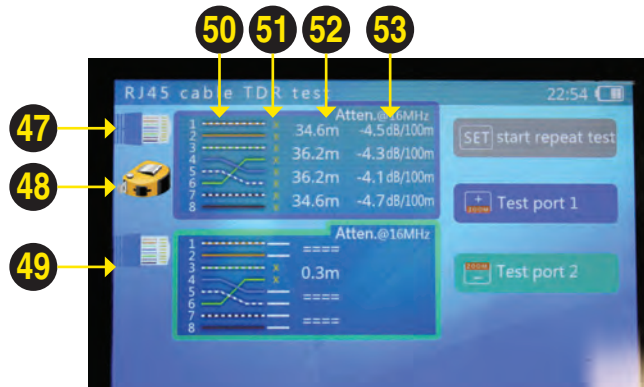 50 51 52 53
RJ45 cable TDR test 22:54
47
Atten.@16MHz
1
2
34.6m -4.5dB/100m
SET start repeat test
3
4
36.2m -4.3dB/100m
48
5
6
36.2m -4.1dB/100m
7
8
34.6m -4.7dB/100m
+
ZOOM
Test port 1
49
Atten.@16MHz
1
2
====
3
4
0.3m
ZOOM
-
Test port 2
5
6
====
7
8
====